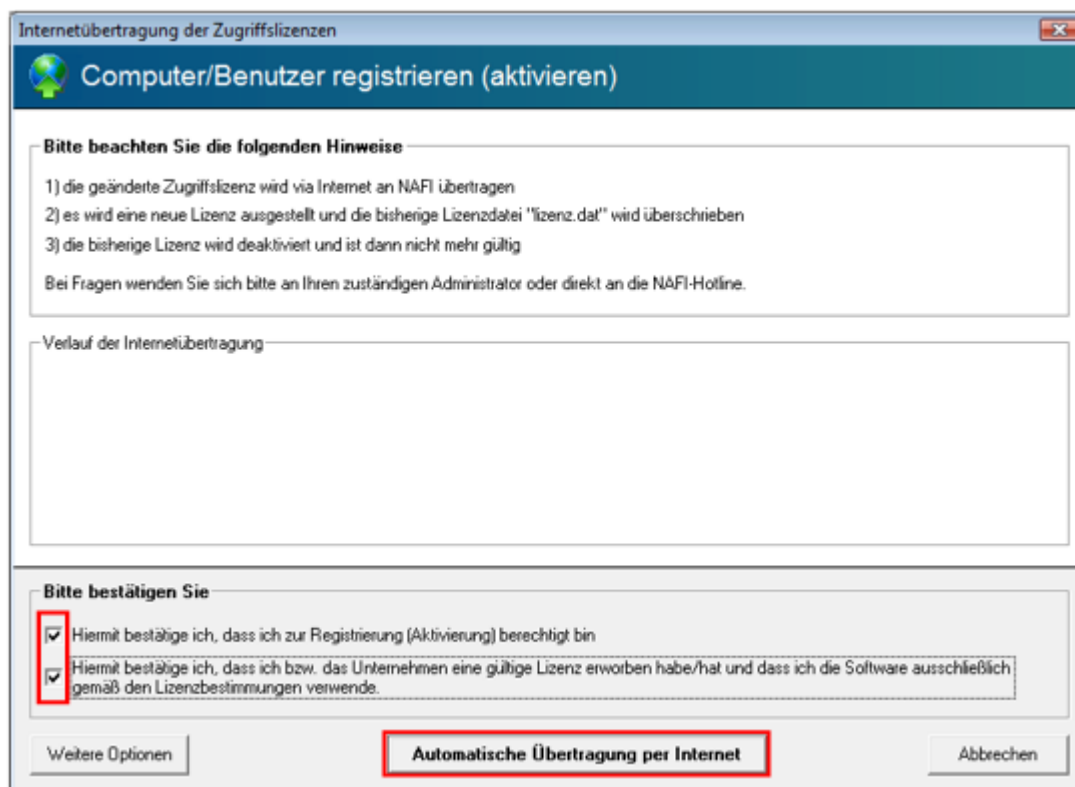 Internetübertragung der Zugriffslizenzen
Computer/Benutzer registrieren (aktivieren)
Bitte beachten Sie die folgenden Hinweise
1) die geänderte Zugriffslizenz wird via Internet an NAFI übertragen
2) es wird eine neue Lizenz ausgestellt und die bisherige Lizenzdatei "lizenz.dat" wird überschrieben
3) die bisherige Lizenz wird deaktiviert und ist dann nicht mehr gültig
Bei Fragen wenden Sie sich bitte an Ihren zuständigen Administrator oder direkt an die NAFI-Hotline.
Verlauf der Internetübertragung
Bitte bestätigen Sie
Hiermit bestätige ich, dass ich zur Registrierung (Aktivierung) berechtigt bin
Hiermit bestätige ich, dass ich bzw. das Unternehmen eine gültige Lizenz erworben habe/hat und dass ich die Software ausschließlich
gemäß den Lizenzbestimmungen verwende.
Weitere Optionen
Automatische Übertragung per Internet
Abbrechen